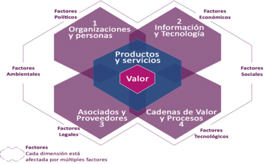 Factores
Políticos
Factores
Económicos
1
Organizaciones
y personas
2
Información
y Tecnología
Productos
y servicios
Factores
Ambientales
Valor
Factores
Sociales
Asociados y
Proveedores
3
Cadenas de Valor
y Procesos
4
Factores
Legales
Factores
Tecnológicos
Factores
Cada dimensión está
afectada por múltiples factores